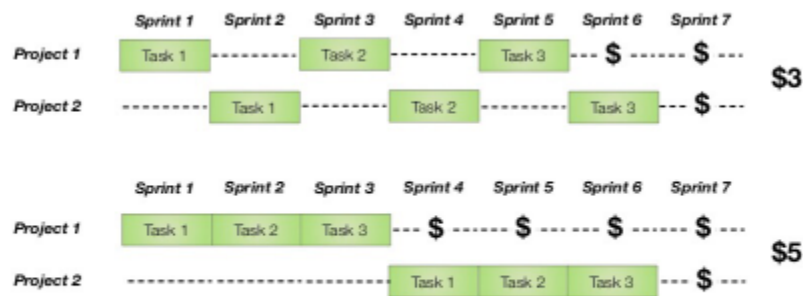 Sprint 1 Sprint 2 Sprint 3 Sprint 4 Sprint 5 Sprint 6 Sprint 7
Project 1 Task 1 Task 2 Task 3 $ $
$3
Project 2 Task 1 Task 2 Task 3 $
Sprint 1 Sprint 2 Sprint 3 Sprint 4 Sprint 5 Sprint 6 Sprint 7
Project 1 Task 1 Task 2 Task 3 $ $ $ $
$5
Project 2 Task 1 Task 2 Task 3 $